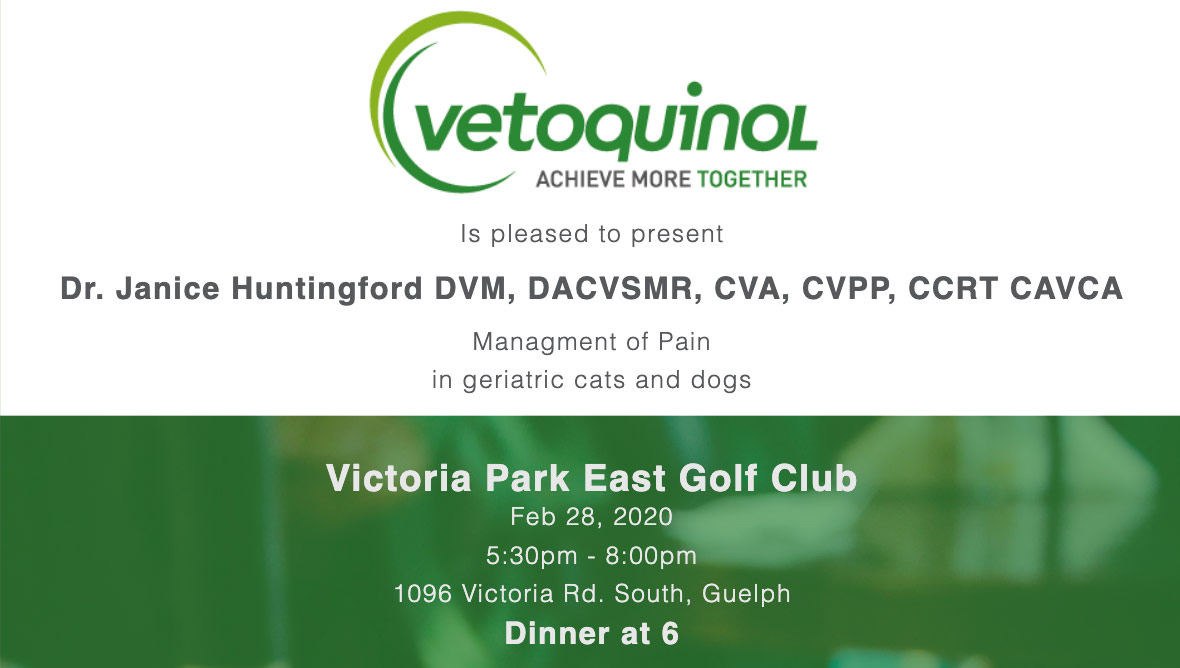 vetoquinol
ACHIEVE MORE TOGETHER
Is pleased to present
Dr. Janice Huntingford DVM, DACVSMR, CVA, CVPP, CCRT CAVCA
Managment of Pain
in geriatric cats and dogs
Victoria Park East Golf Club
Feb 28, 2020
5:30pm - 8:00pm
1096 Victoria Rd. South, Guelph
Dinner at 6